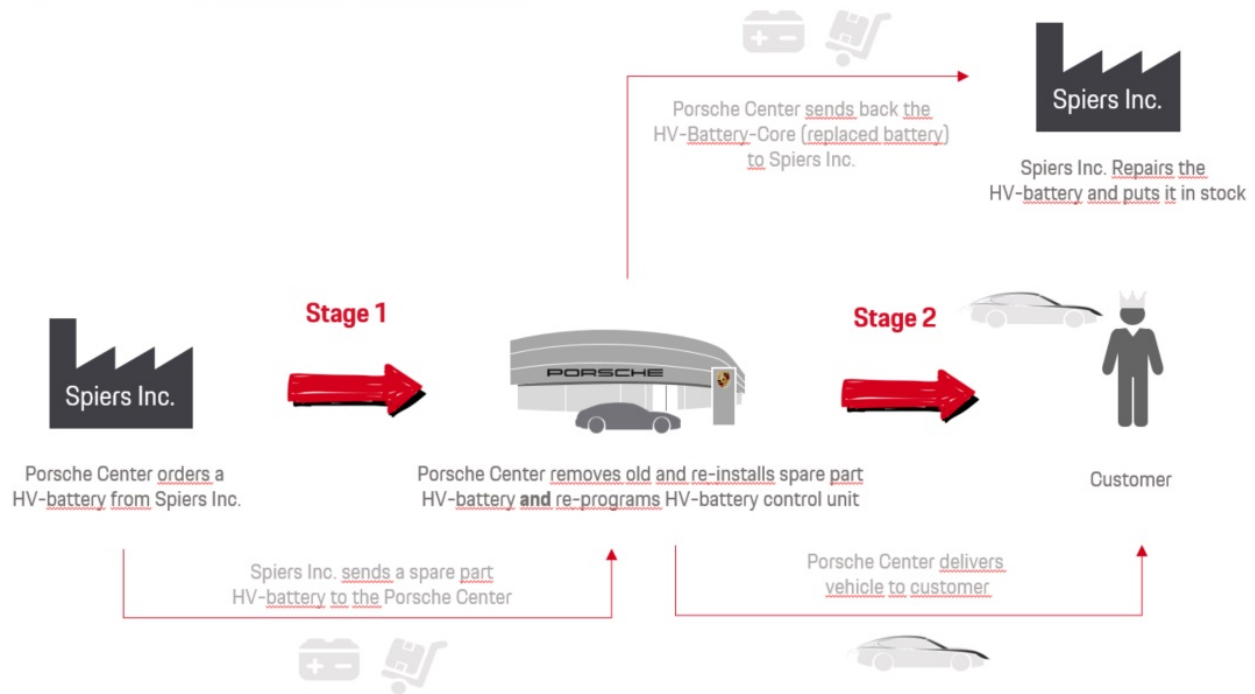 Porsche Center sends back the
HV-Battery-Core (replaced battery)
to Spiers Inc.
Spiers Inc.
Spiers Inc. Repairs the
HV-battery and puts it in stock
Stage 1
Stage 2
Spiers Inc.
PORSCHE
Porsche Center orders a
HV-battery from Spiers Inc.
Porsche Center removes old and re-installs spare part
HV-battery and re-programs HV-battery control unit
Customer
Spiers Inc. sends a spare part
HV-battery to the Porsche Center
Porsche Center delivers
vehicle to customer